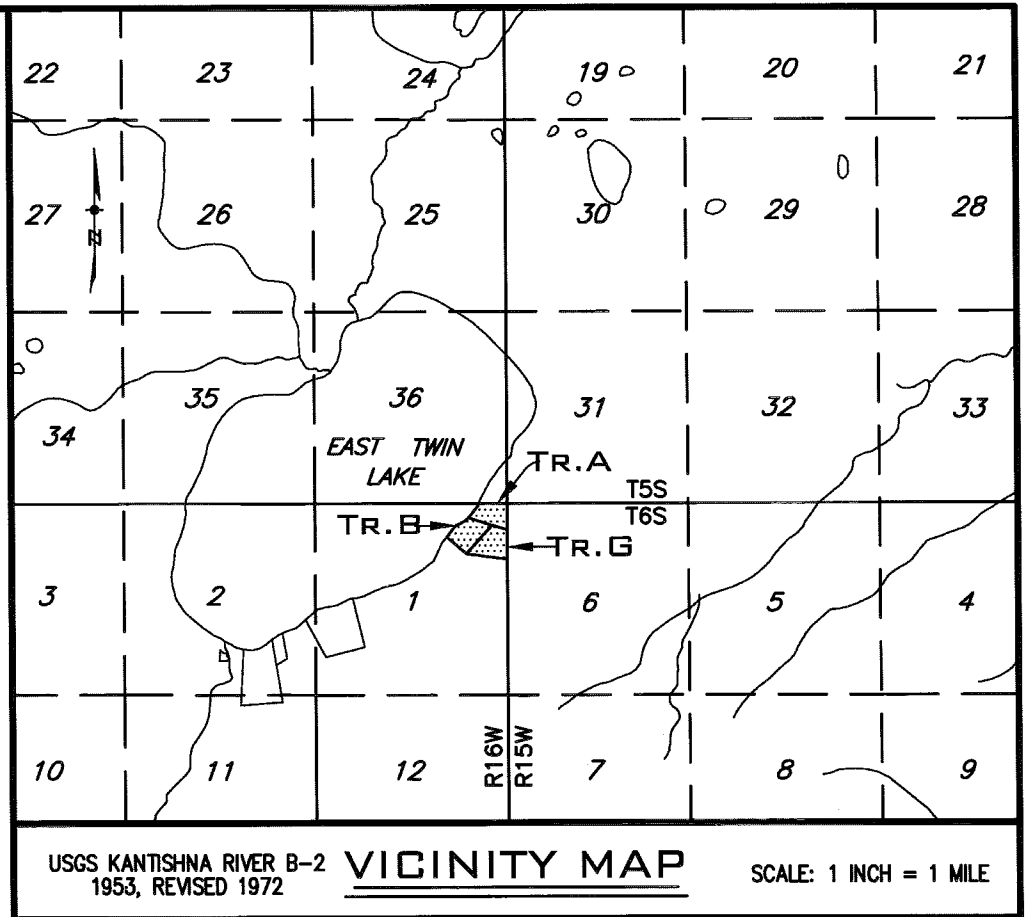 22 23 24 19 20 21
27 26 25 30 29 28
N
34 35 36 31 32 33
EAST TWIN
LAKE
TR.A
T5S
T6S
TR.B
TR.G
3 2 1 6 5 4
R16W
R15W
10 11 12 7 8 9
USGS KANTISHNA RIVER B-2
1953, REVISED 1972
VICINITY MAP
SCALE: 1 INCH = 1 MILE